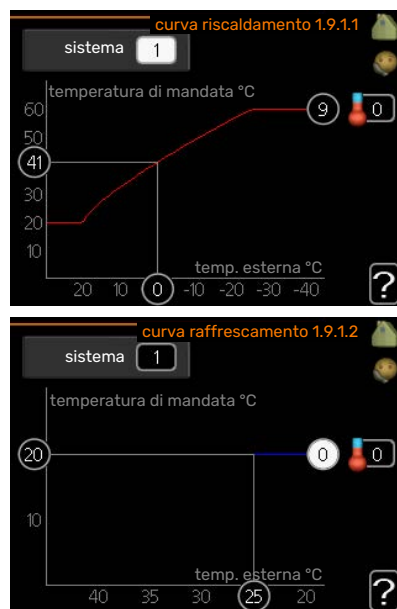 curva riscaldamento 1.9.1.1
sistema 1
temperatura di mandata °C
60
9 0
50
41
30
20
10
temp. esterna °C
20 10 0 -10 -20 -30 -40
?
curva raffrescamento 1.9.1.2
sistema 1
temperatura di mandata °C
20 0 0
10
temp. esterna °C
40 35 30 25 20
?